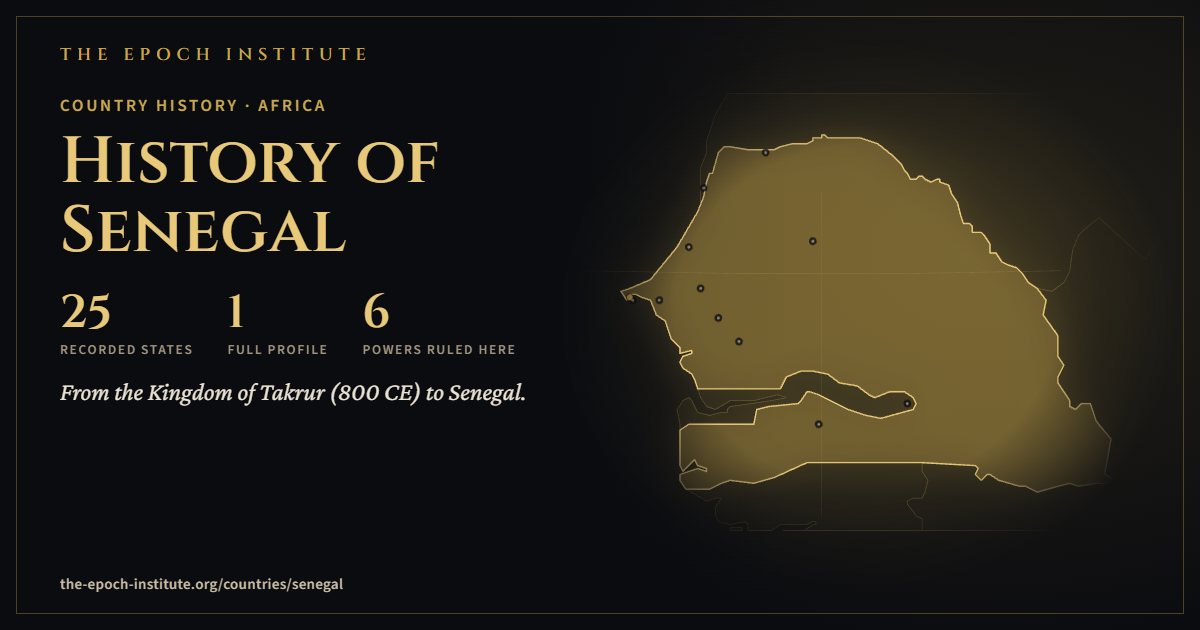 THE EPOCH INSTITUTE
COUNTRY HISTORY · AFRICA
History of
Senegal
25 1 6
RECORDED STATES FULL PROFILE POWERS RULED HERE
From the Kingdom of Takrur (800 CE) to Senegal.
the-epoch-institute.org/countries/senegal